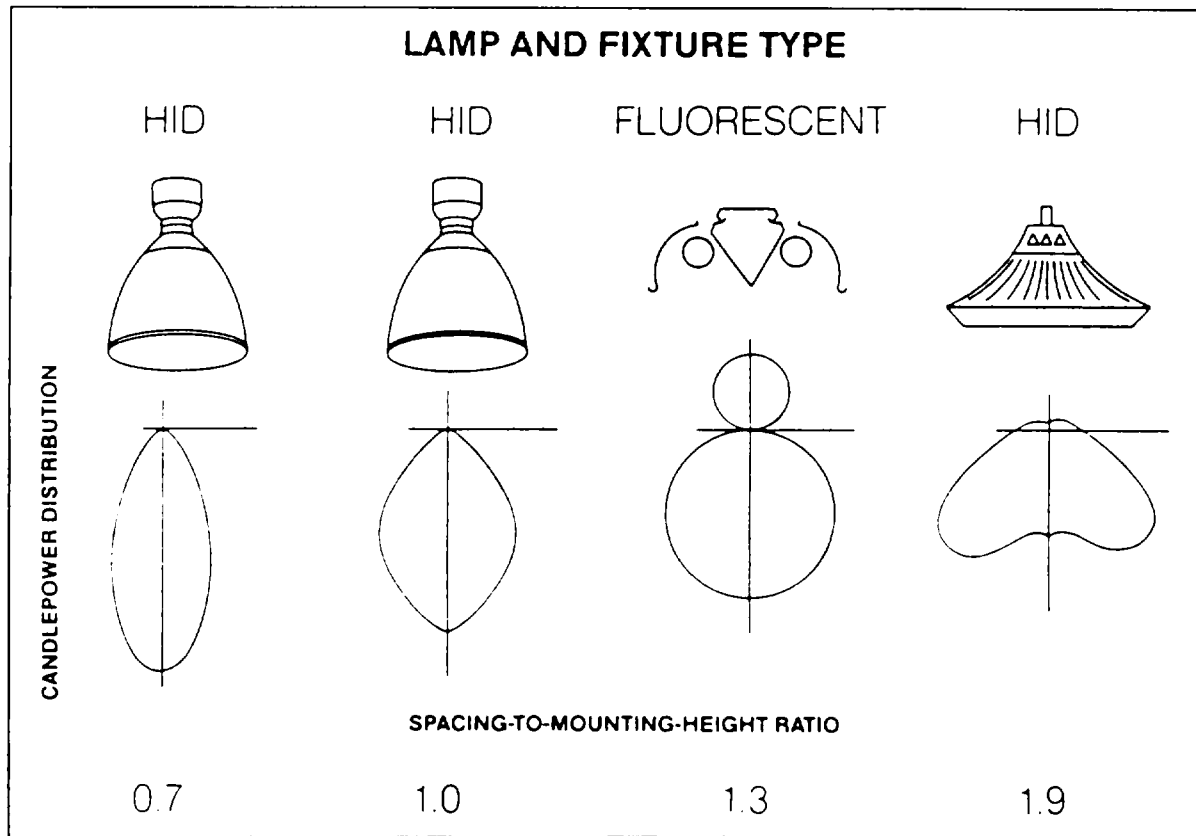 LAMP AND FIXTURE TYPE
HID HID FLUORESCENT HID
CANDLEPOWER DISTRIBUTION
SPACING-TO-MOUNTING-HEIGHT RATIO
0.7 1.0 1.3 1.9